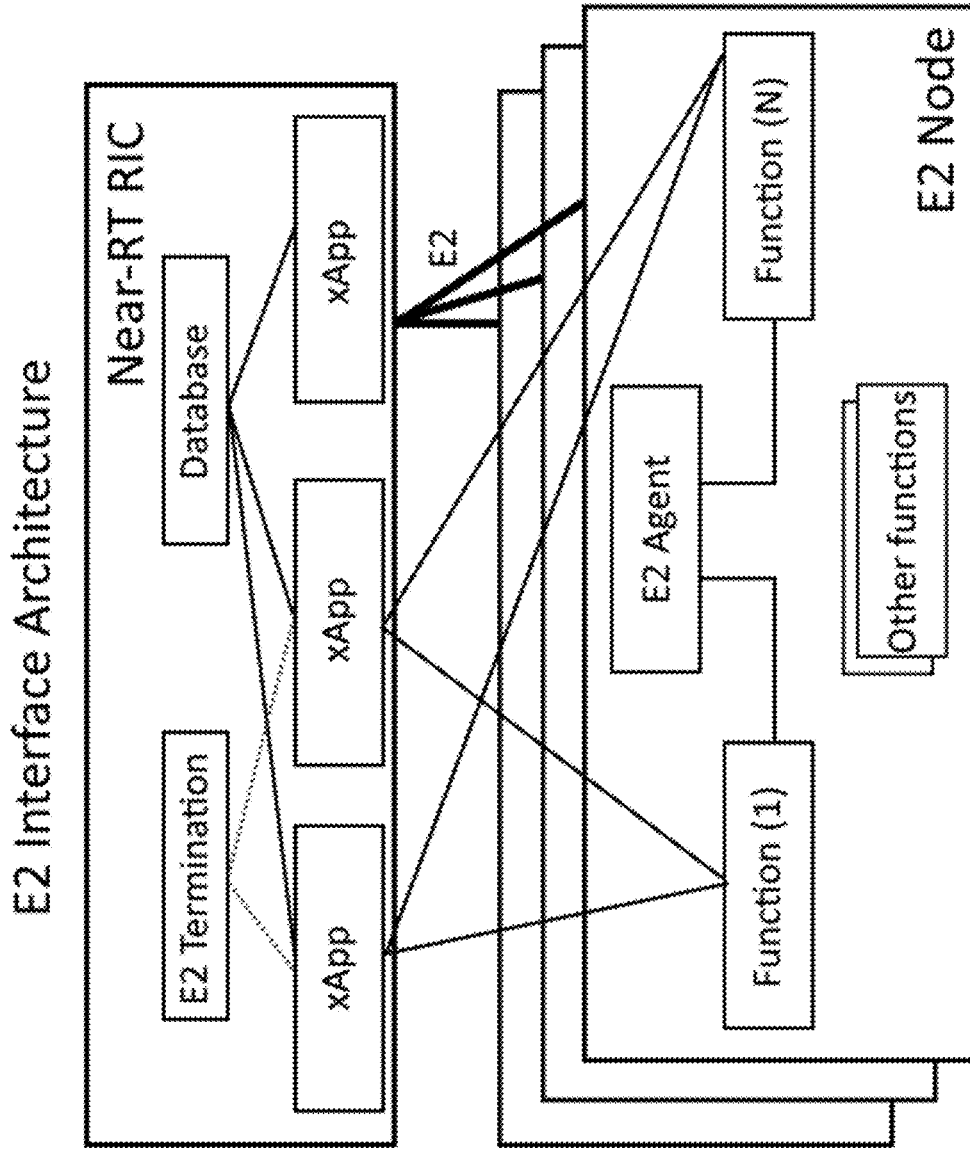 E2 Interface Architecture
Near-RT RIC
E2 Termination
Database
xApp
xApp
xApp
E2
E2 Agent
Function (1)
Function (N)
Other functions
E2 Node